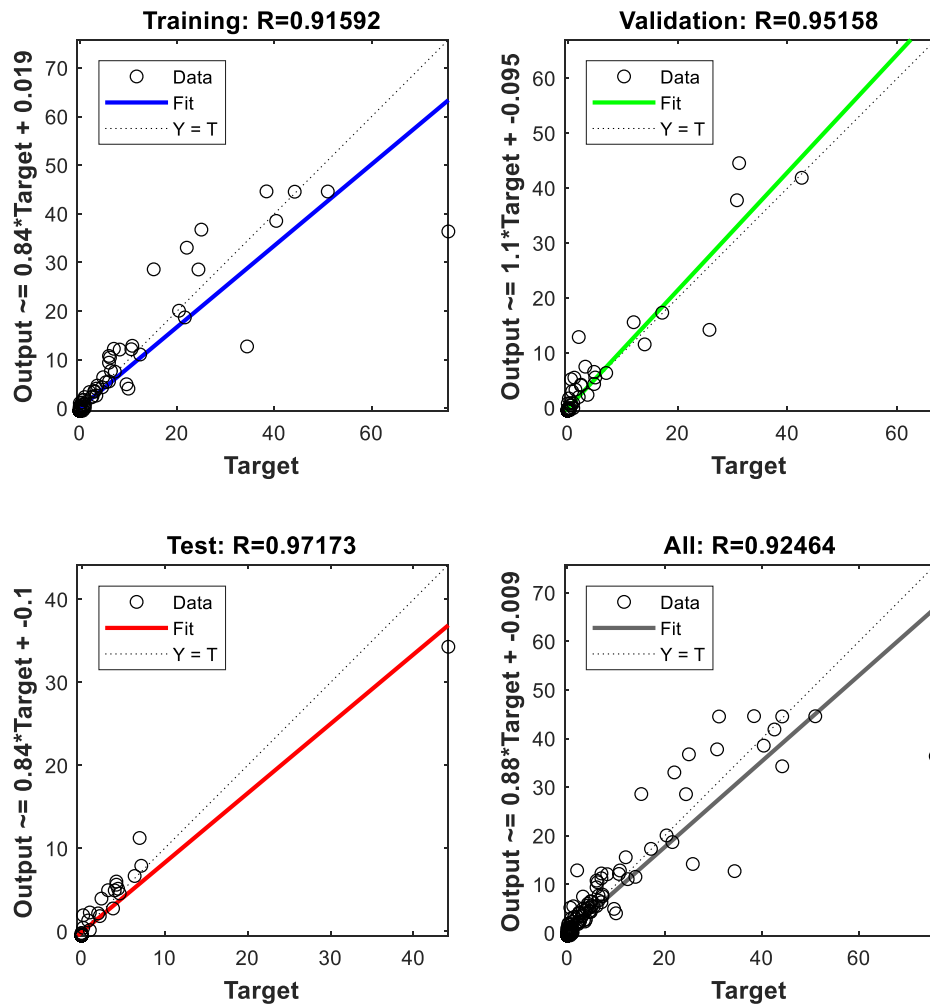 Training: R=0.91592
Output ~= 0.84*Target + 0.019
70
60
50
40
30
20
10
0
Data
Fit
Y = T
0 20 40 60
Target
Validation: R=0.95158
Output ~= 1.1*Target + -0.095
60
50
40
30
20
10
0
Data
Fit
Y = T
0 20 40 60
Target
Test: R=0.97173
Output ~= 0.84*Target + -0.1
40
30
20
10
0
Data
Fit
Y = T
0 10 20 30 40
Target
All: R=0.92464
Output ~= 0.88*Target + -0.009
70
60
50
40
30
20
10
0
Data
Fit
Y = T
0 20 40 60
Target